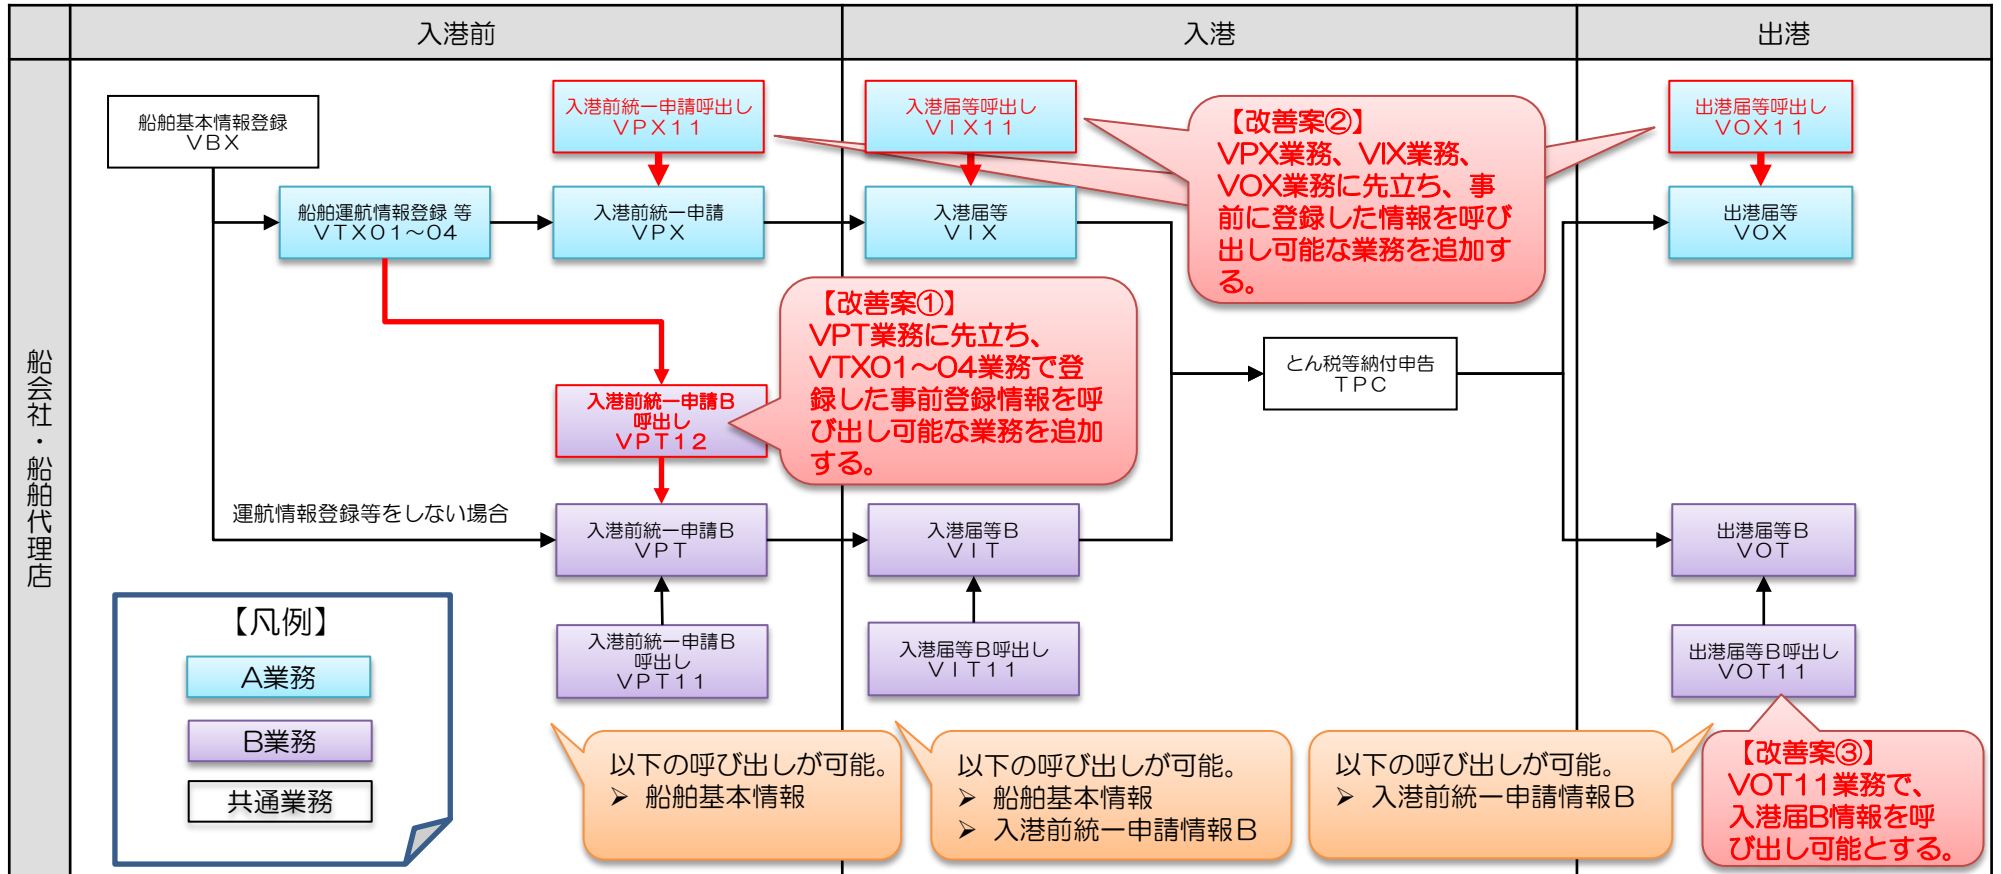 入港前
入港
出港
船会社・船舶代理店
船舶基本情報登録
VBX
入港前統一申請呼出し
VPX11
入港届等呼出し
VIX11
【改善案②】
VPX業務、VIX業務、
VOX業務に先立ち、事
前に登録した情報を呼び
出し可能な業務を追加す
る。
出港届等呼出し
VOX11
船舶運航情報登録 等
VTX01～04
入港前統一申請
VPX
入港届等
VIX
出港届等
VOX
【改善案①】
VPT業務に先立ち、
VTX01～04業務で登
録した事前登録情報を呼
び出し可能な業務を追加
する。
とん税等納付申告
TPC
入港前統一申請B
呼出し
VPT12
運航情報登録等をしない場合
入港前統一申請B
VPT
入港届等B
VIT
出港届等B
VOT
入港前統一申請B
呼出し
VPT11
入港届等B呼出し
VIT11
出港届等B呼出し
VOT11
【凡例】
A業務
B業務
共通業務
以下の呼び出しが可能。
➢ 船舶基本情報
以下の呼び出しが可能。
➢ 船舶基本情報
➢ 入港前統一申請情報B
以下の呼び出しが可能。
➢ 入港前統一申請情報B
【改善案③】
VOT11業務で、
入港届B情報を呼
び出し可能とする。